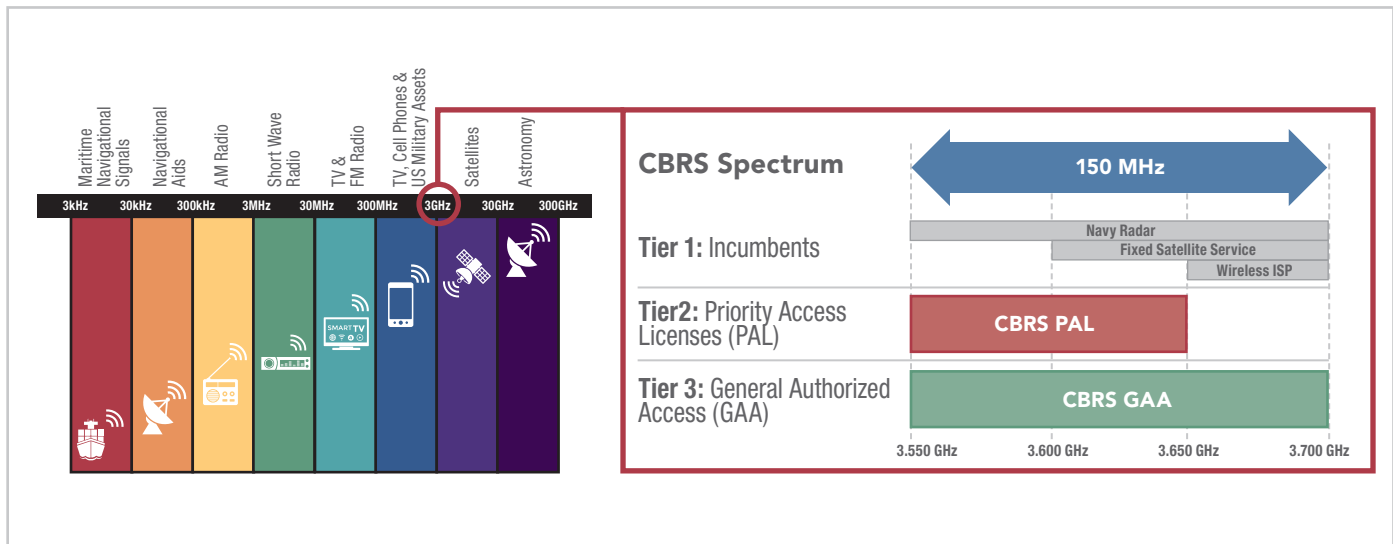 Maritime
Navigational
Signals
Navigational
Aids
AM Radio
Short Wave
Radio
TV &
FM Radio
TV, Cell Phones &
US Military Assets
Satellites
Astronomy
3kHz 30kHz 300kHz 3MHz 30MHz 300MHz 3GHz 30GHz 300GHz
SMART TV
CBRS Spectrum
150 MHz
Tier 1: Incumbents
Navy Radar
Fixed Satellite Service
Wireless ISP
Tier2: Priority Access
Licenses (PAL)
CBRS PAL
Tier 3: General Authorized
Access (GAA)
CBRS GAA
3.550 GHz 3.600 GHz 3.650 GHz 3.700 GHz